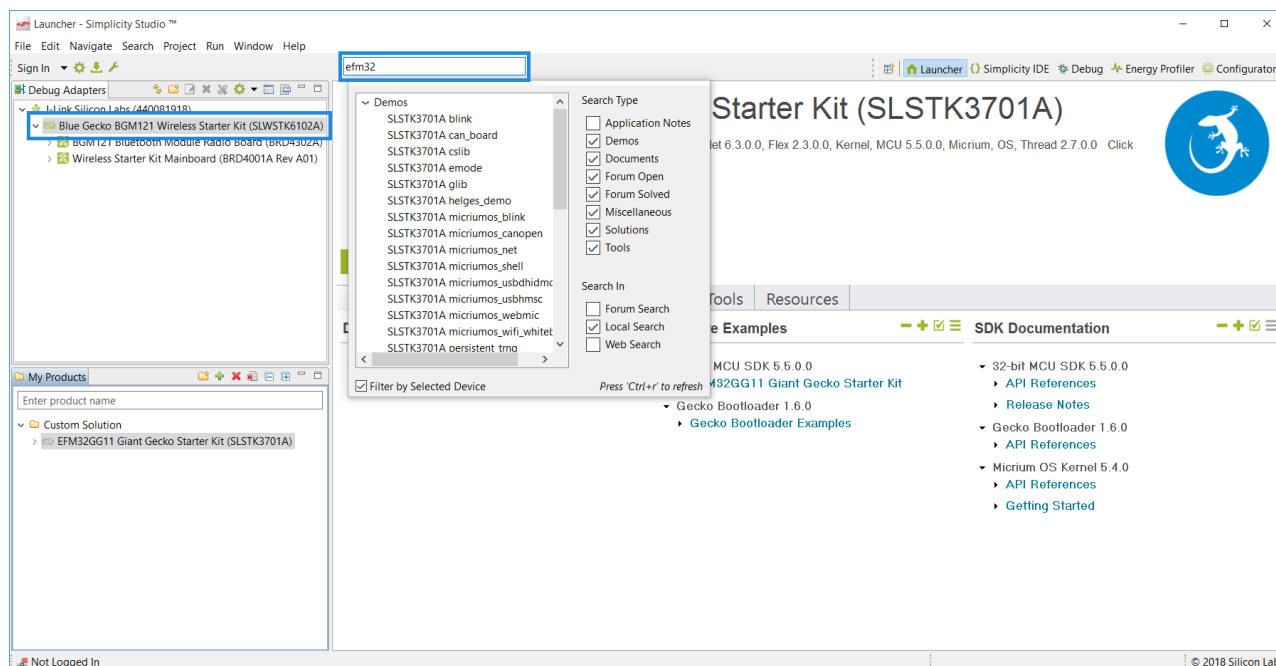 Launcher - Simplicity Studio ™
File Edit Navigate Search Project Run Window Help
Sign In
efm32
Launcher Simplicity IDE Debug Energy Profiler Configurator
Debug Adapters
J-Link Silicon Labs (440081918)
Blue Gecko BGM121 Wireless Starter Kit (SLWSTK6102A)
BGM121 Bluetooth Module Radio Board (BRD4302A)
Wireless Starter Kit Mainboard (BRD4001A Rev A01)
My Products
Enter product name
Custom Solution
EFM32GG11 Giant Gecko Starter Kit (SLSTK3701A)
Demos
SLSTK3701A blink
SLSTK3701A can_board
SLSTK3701A cslib
SLSTK3701A emode
SLSTK3701A glib
SLSTK3701A helges_demo
SLSTK3701A micriumos_blink
SLSTK3701A micriumos_canopen
SLSTK3701A micriumos_net
SLSTK3701A micriumos_shell
SLSTK3701A micriumos_usbdhidmo
SLSTK3701A micriumos_usbhmsc
SLSTK3701A micriumos_webmic
SLSTK3701A micriumos_wifi_whiteb
SLSTK3701A persistent_trng
Search Type
Application Notes
Demos
Documents
Forum Open
Forum Solved
Miscellaneous
Solutions
Tools
Search In
Forum Search
Local Search
Web Search
Filter by Selected Device
Press 'Ctrl+r' to refresh
Starter Kit (SLSTK3701A)
et 6.3.0.0, Flex 2.3.0.0, Kernel, MCU 5.5.0.0, Micrium, OS, Thread 2.7.0.0 Click
Tools Resources
e Examples
MCU SDK 5.5.0.0
M32GG11 Giant Gecko Starter Kit
Gecko Bootloader 1.6.0
Gecko Bootloader Examples
SDK Documentation
32-bit MCU SDK 5.5.0.0
API References
Release Notes
Gecko Bootloader 1.6.0
API References
Micrium OS Kernel 5.4.0
API References
Getting Started
Not Logged In
© 2018 Silicon Lab